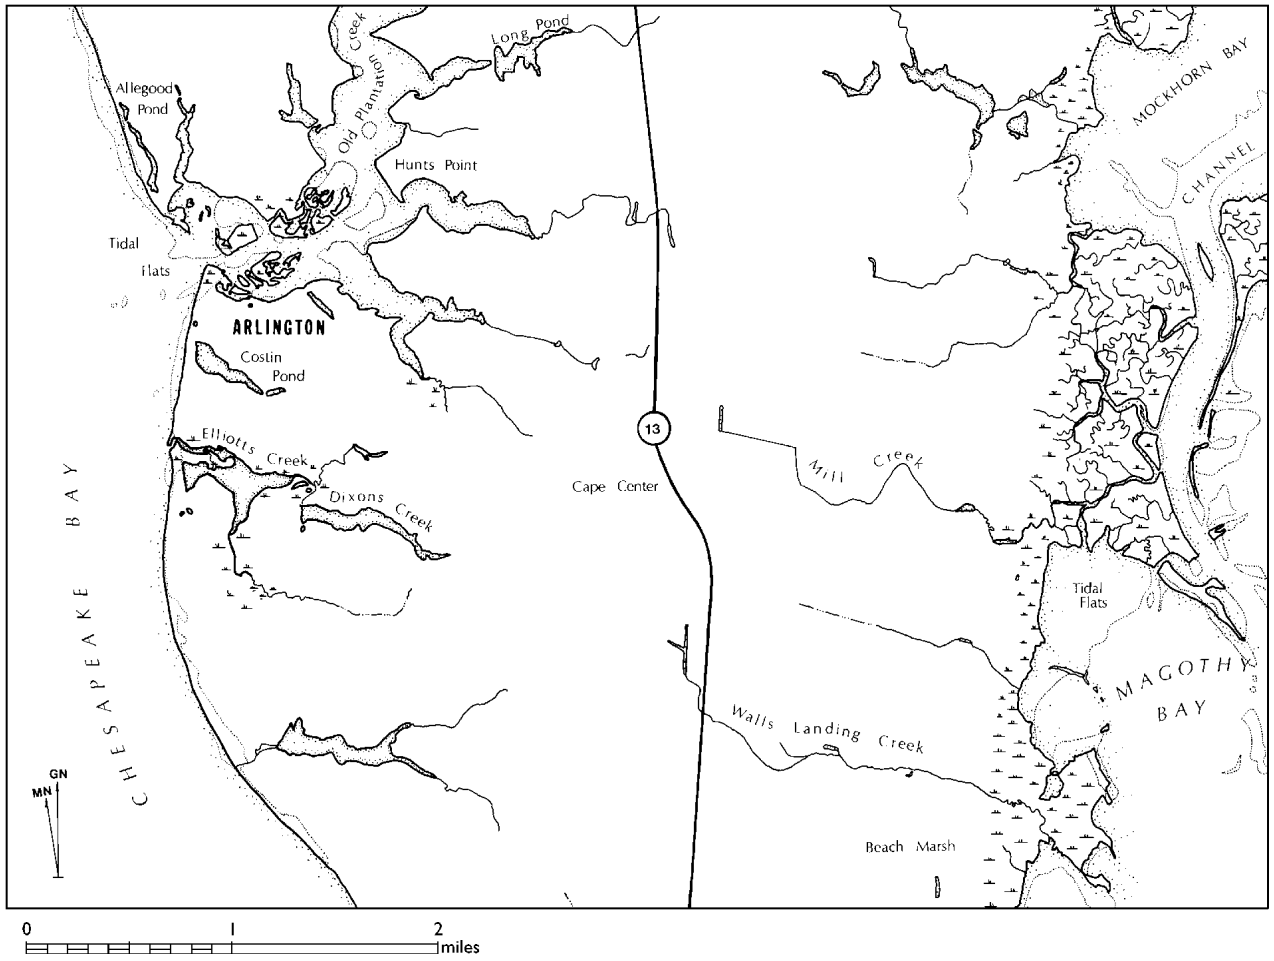 Creek
Old Plantation
Long Pond
Allegood
Pond
MOCKHORN BAY
CHANNEL
Hunts Point
Tidal
Flats
ARLINGTON
Costin
Pond
Elliotts Creek
13
Mill Creek
Cape Center
Dixons Creek
CHESAPEAKE BAY
Tidal
Flats
MAGOTHY
BAY
Walls Landing Creek
GN
MN
Beach Marsh
0 1 2
miles